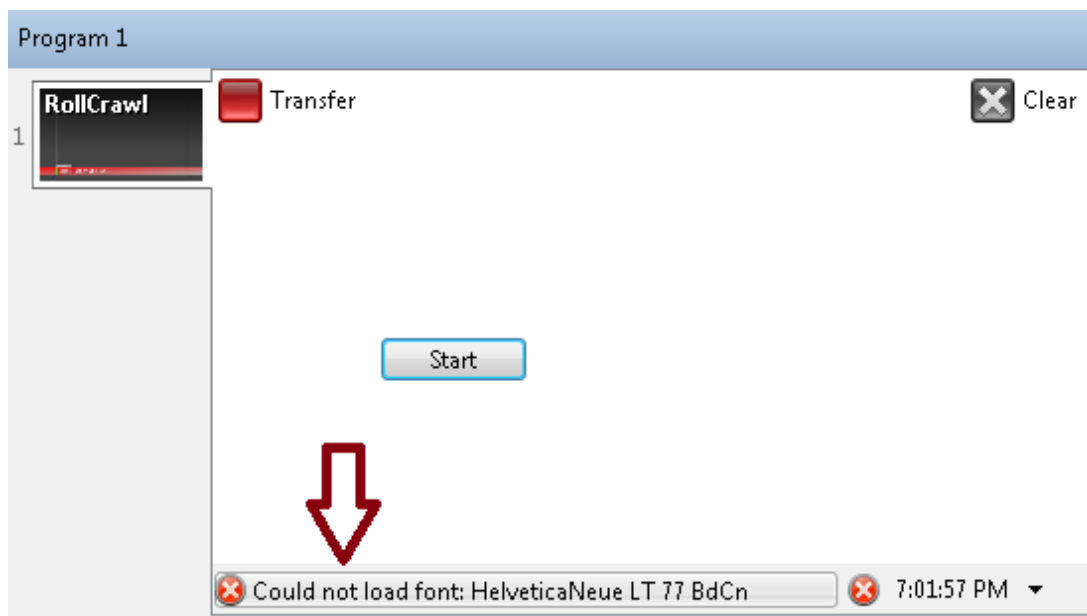 Program 1
1
RollCrawl
Transfer
Clear
Start
Could not load font: HelveticaNeue LT 77 BdCn
7:01:57 PM